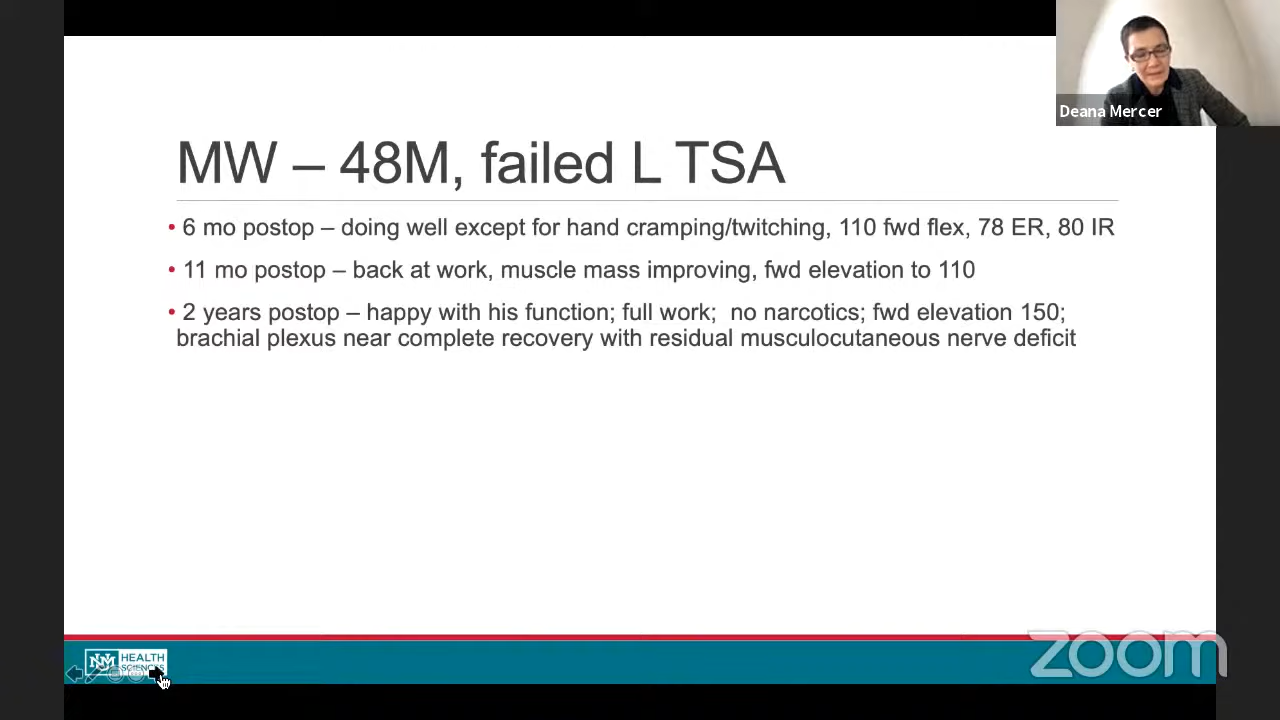 Deana Mercer
MW – 48M, failed L TSA
• 6 mo postop – doing well except for hand cramping/twitching, 110 fwd flex, 78 ER, 80 IR
• 11 mo postop – back at work, muscle mass improving, fwd elevation to 110
• 2 years postop – happy with his function; full work;  no narcotics; fwd elevation 150;
brachial plexus near complete recovery with residual musculocutaneous nerve deficit
UNM HEALTH
SCIENCES
zoom